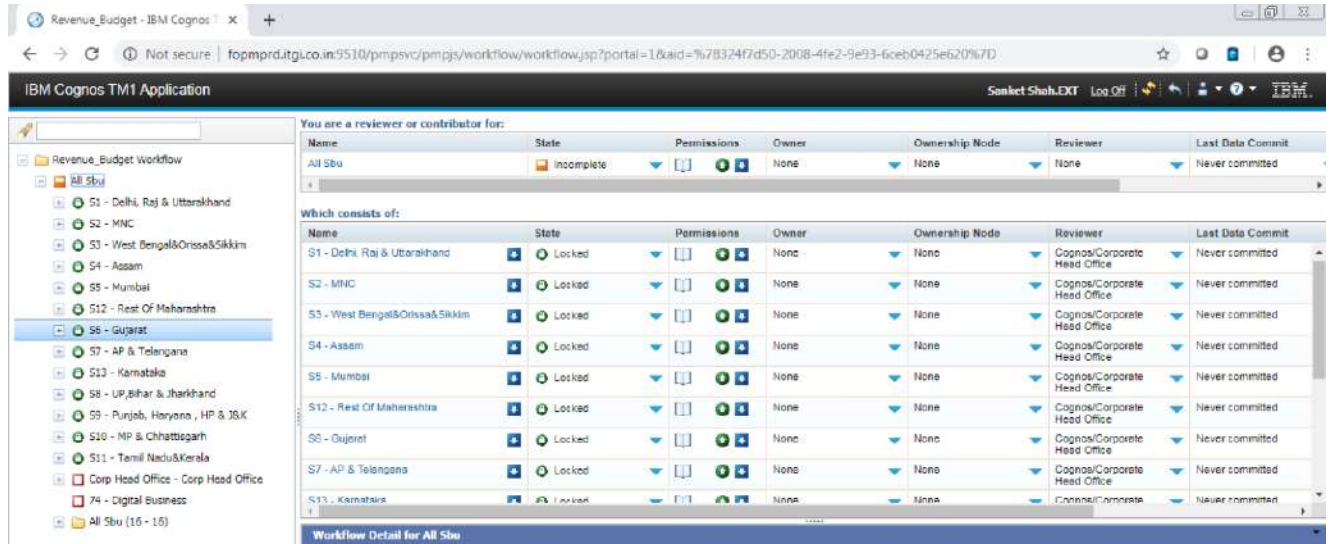 Revenue_Budget - IBM Cognos T
Not secure | fopmprd.itgi.co.in:9510/pmpsvc/pmpjs/workflow/workflow.jsp?portal=1&aid=%7B324f7d50-2008-4fe2-9e93-6ceb0425e620%7D
IBM Cognos TM1 Application
Sanket Shah.EXT Log Off IBM.
Revenue_Budget Workflow
All Sbu
S1 - Delhi, Raj & Uttarakhand
S2 - MNC
S3 - West Bengal&Orissa&Sikkim
S4 - Assam
S5 - Mumbai
S12 - Rest Of Maharashtra
S6 - Gujarat
S7 - AP & Telangana
S13 - Karnataka
S8 - UP,Bihar & Jharkhand
S9 - Punjab, Haryana , HP & J&K
S10 - MP & Chhattisgarh
S11 - Tamil Nadu&Kerala
Corp Head Office - Corp Head Office
74 - Digital Business
All Sbu (16 - 16)
You are a reviewer or contributor for:
Name State Permissions Owner Ownership Node Reviewer Last Data Commit
All Sbu Incomplete None None None Never committed
Which consists of:
Name State Permissions Owner Ownership Node Reviewer Last Data Commit
S1 - Delhi, Raj & Uttarakhand Locked None None Cognos/Corporate Never committed
Head Office
S2 - MNC Locked None None Cognos/Corporate Never committed
Head Office
S3 - West Bengal&Orissa&Sikkim Locked None None Cognos/Corporate Never committed
Head Office
S4 - Assam Locked None None Cognos/Corporate Never committed
Head Office
S5 - Mumbai Locked None None Cognos/Corporate Never committed
Head Office
S12 - Rest Of Maharashtra Locked None None Cognos/Corporate Never committed
Head Office
S6 - Gujarat Locked None None Cognos/Corporate Never committed
Head Office
S7 - AP & Telangana Locked None None Cognos/Corporate Never committed
Head Office
S13 - Karnataka Locked None None Cognos/Corporate Never committed
Workflow Detail for All Sbu